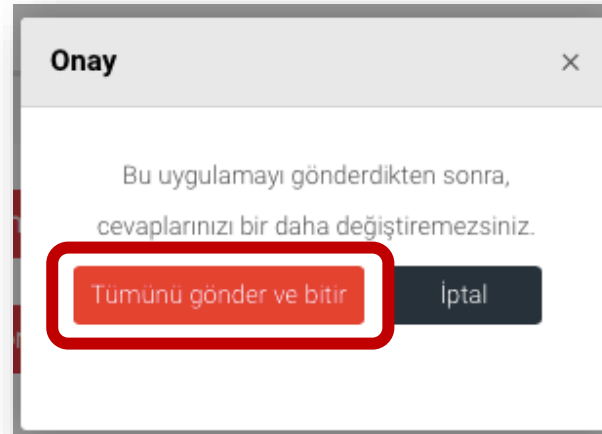 Onay ×
Bu uygulamayı gönderdikten sonra,
cevaplarınızı bir daha değiştiremezsiniz.
Tümünü gönder ve bitir İptal